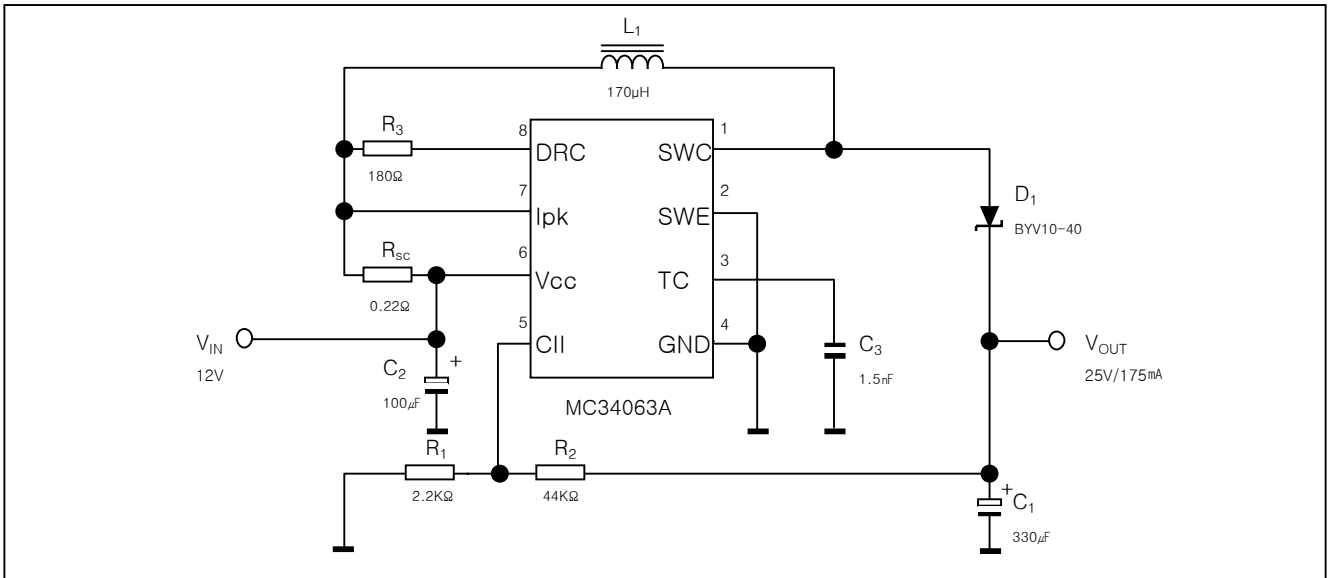 L1
170µH
R3
180Ω
8
DRC
SWC
1
7
Ipk
SWE
2
D1
BYV10-40
Rsc
0.22Ω
6
Vcc
TC
3
VIN
12V
5
CII
GND
4
C2
+
100µF
C3
1.5nF
VOUT
25V/175mA
MC34063A
R1
2.2KΩ
R2
44KΩ
+
C1
330µF